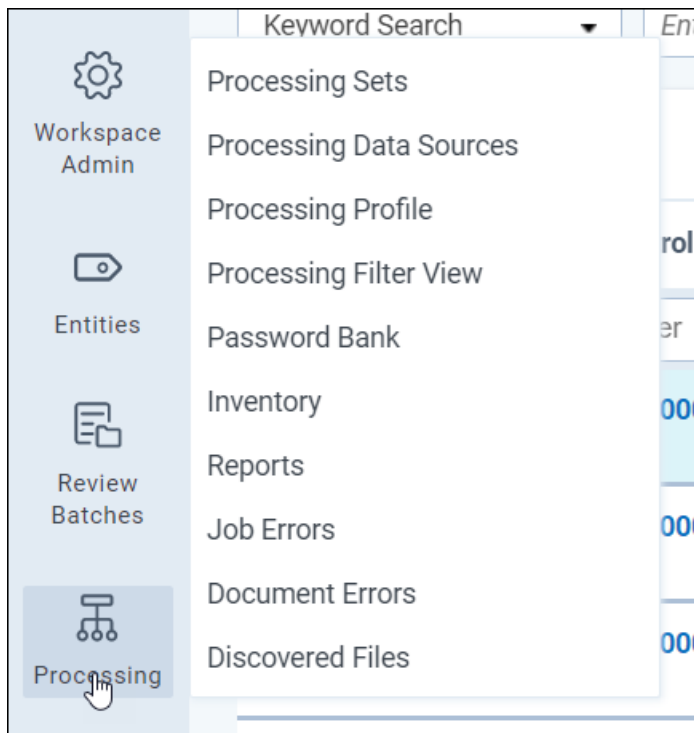 Keyword Search
Workspace
Admin
Entities
Review
Batches
Processing
Processing Sets
Processing Data Sources
Processing Profile
Processing Filter View
Password Bank
Inventory
Reports
Job Errors
Document Errors
Discovered Files